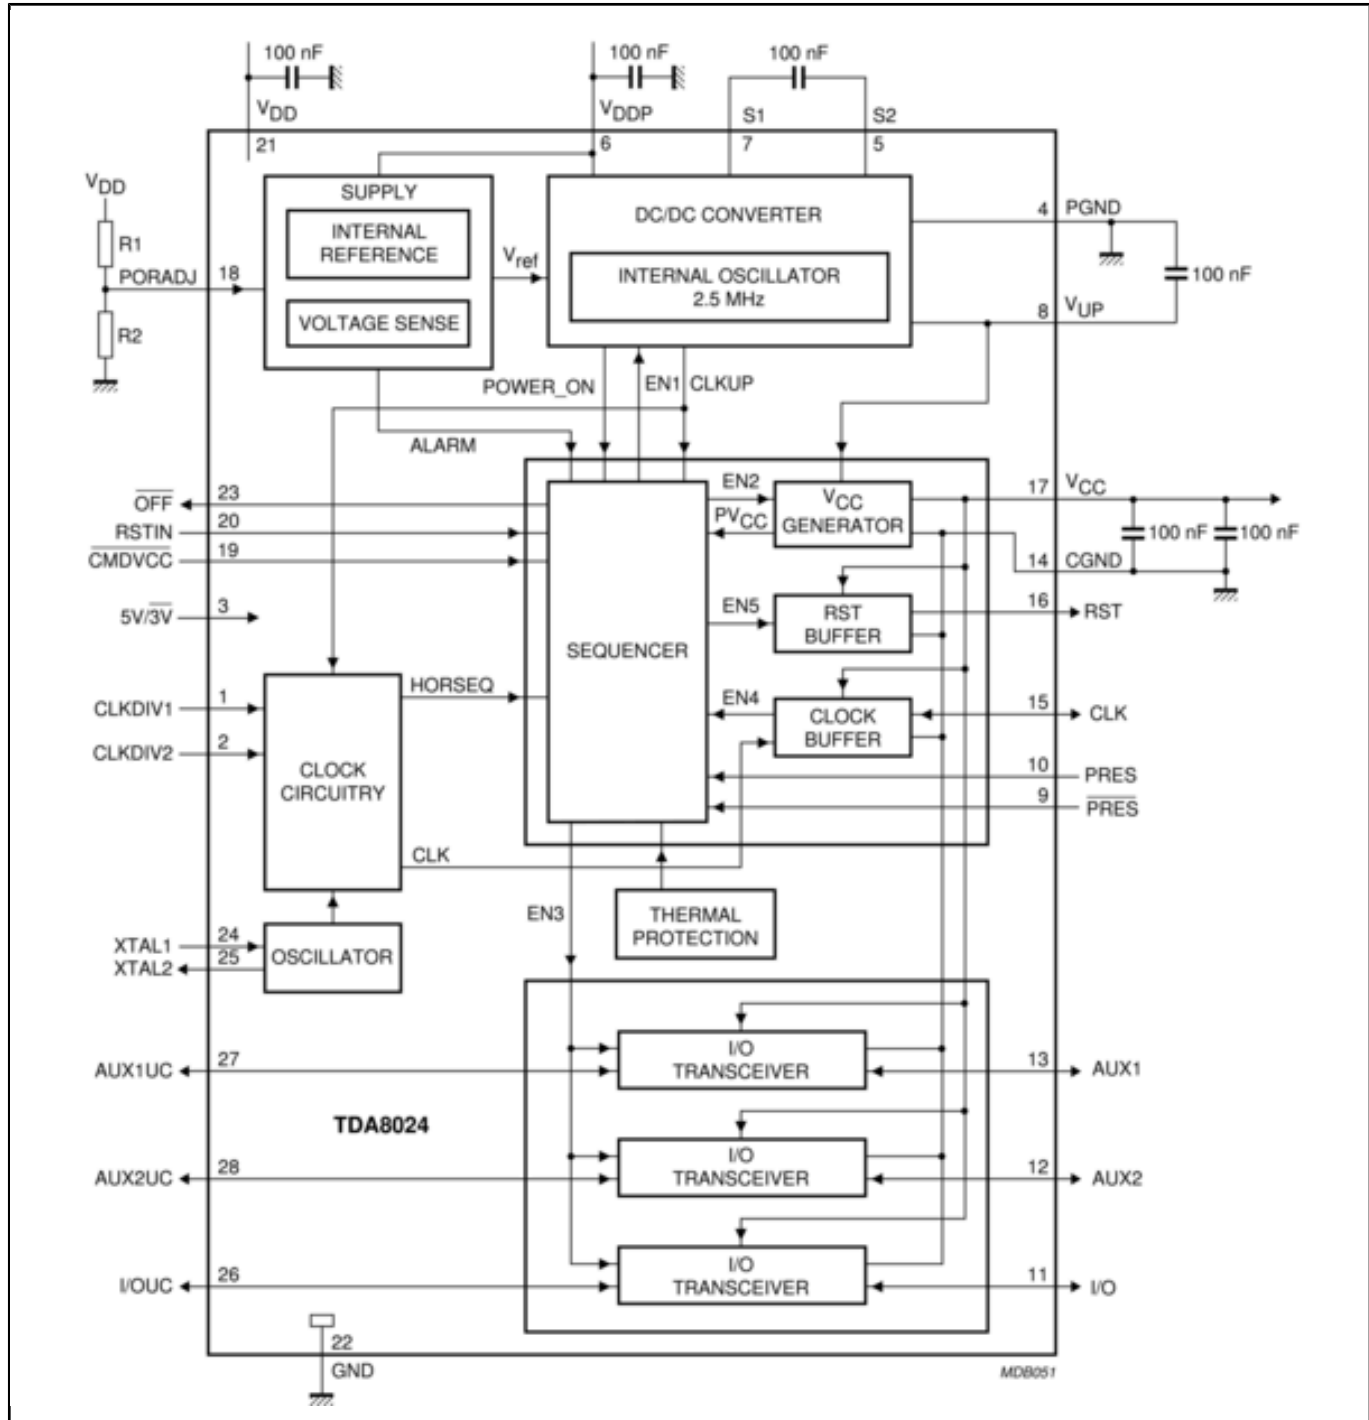 100 nF 100 nF 100 nF
VDD VDDP S1 S2
21 6 7 5
VDD
SUPPLY
INTERNAL
REFERENCE
VOLTAGE SENSE
R1
PORADJ 18
R2
Vref
DC/DC CONVERTER
INTERNAL OSCILLATOR
2.5 MHz
4 PGND
100 nF
8 VUP
POWER_ON EN1 CLKUP
ALARM
OFF 23
RSTIN 20
CMDVCC 19
5V/3V 3
SEQUENCER
EN2
PVCC
VCC
GENERATOR
17 VCC
100 nF 100 nF
14 CGND
EN5
RST
BUFFER
16 RST
EN4
CLOCK
BUFFER
15 CLK
10 PRES
9 PRES
HORSEQ
CLKDIV1 1
CLKDIV2 2
CLOCK
CIRCUITRY
CLK
EN3
THERMAL
PROTECTION
XTAL1 24
XTAL2 25
OSCILLATOR
AUX1UC 27
I/O
TRANSCEIVER
13 AUX1
TDA8024
AUX2UC 28
I/O
TRANSCEIVER
12 AUX2
I/OUC 26
I/O
TRANSCEIVER
11 I/O
22
GND
MDB051